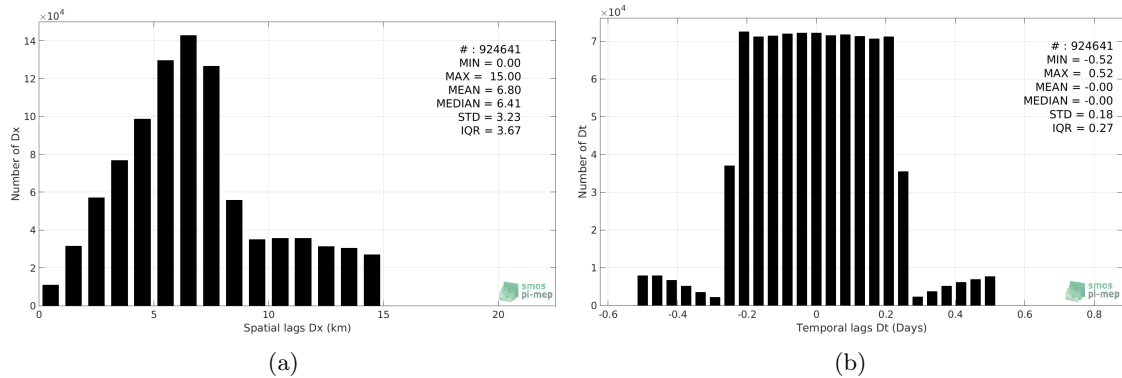 ×10⁴
14
12
10
8
6
4
2
0
Number of Dx
0
5
10
15
20
Spatial lags Dx (km)
# : 924641
MIN = 0.00
MAX = 15.00
MEAN = 6.80
MEDIAN = 6.41
STD = 3.23
IQR = 3.67
smos
pi-mep
(a)
×10⁴
7
6
5
4
3
2
1
0
Number of Dt
-0.6
-0.4
-0.2
0
0.2
0.4
0.6
0.8
Temporal lags Dt (Days)
# : 924641
MIN = -0.52
MAX = 0.52
MEAN = -0.00
MEDIAN = -0.00
STD = 0.18
IQR = 0.27
smos
pi-mep
(b)